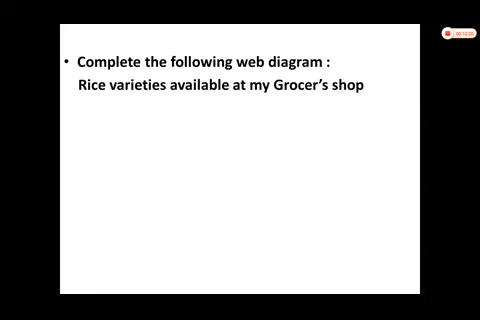 • Complete the following web diagram :
Rice varieties available at my Grocer’s shop